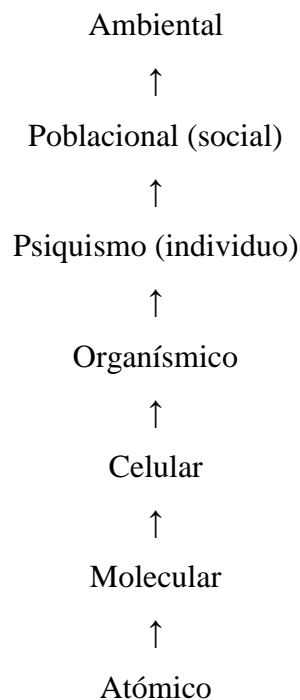 Ambiental
↑
Poblacional (social)
↑
Psiquismo (individuo)
↑
Organísmico
↑
Celular
↑
Molecular
↑
Atómico